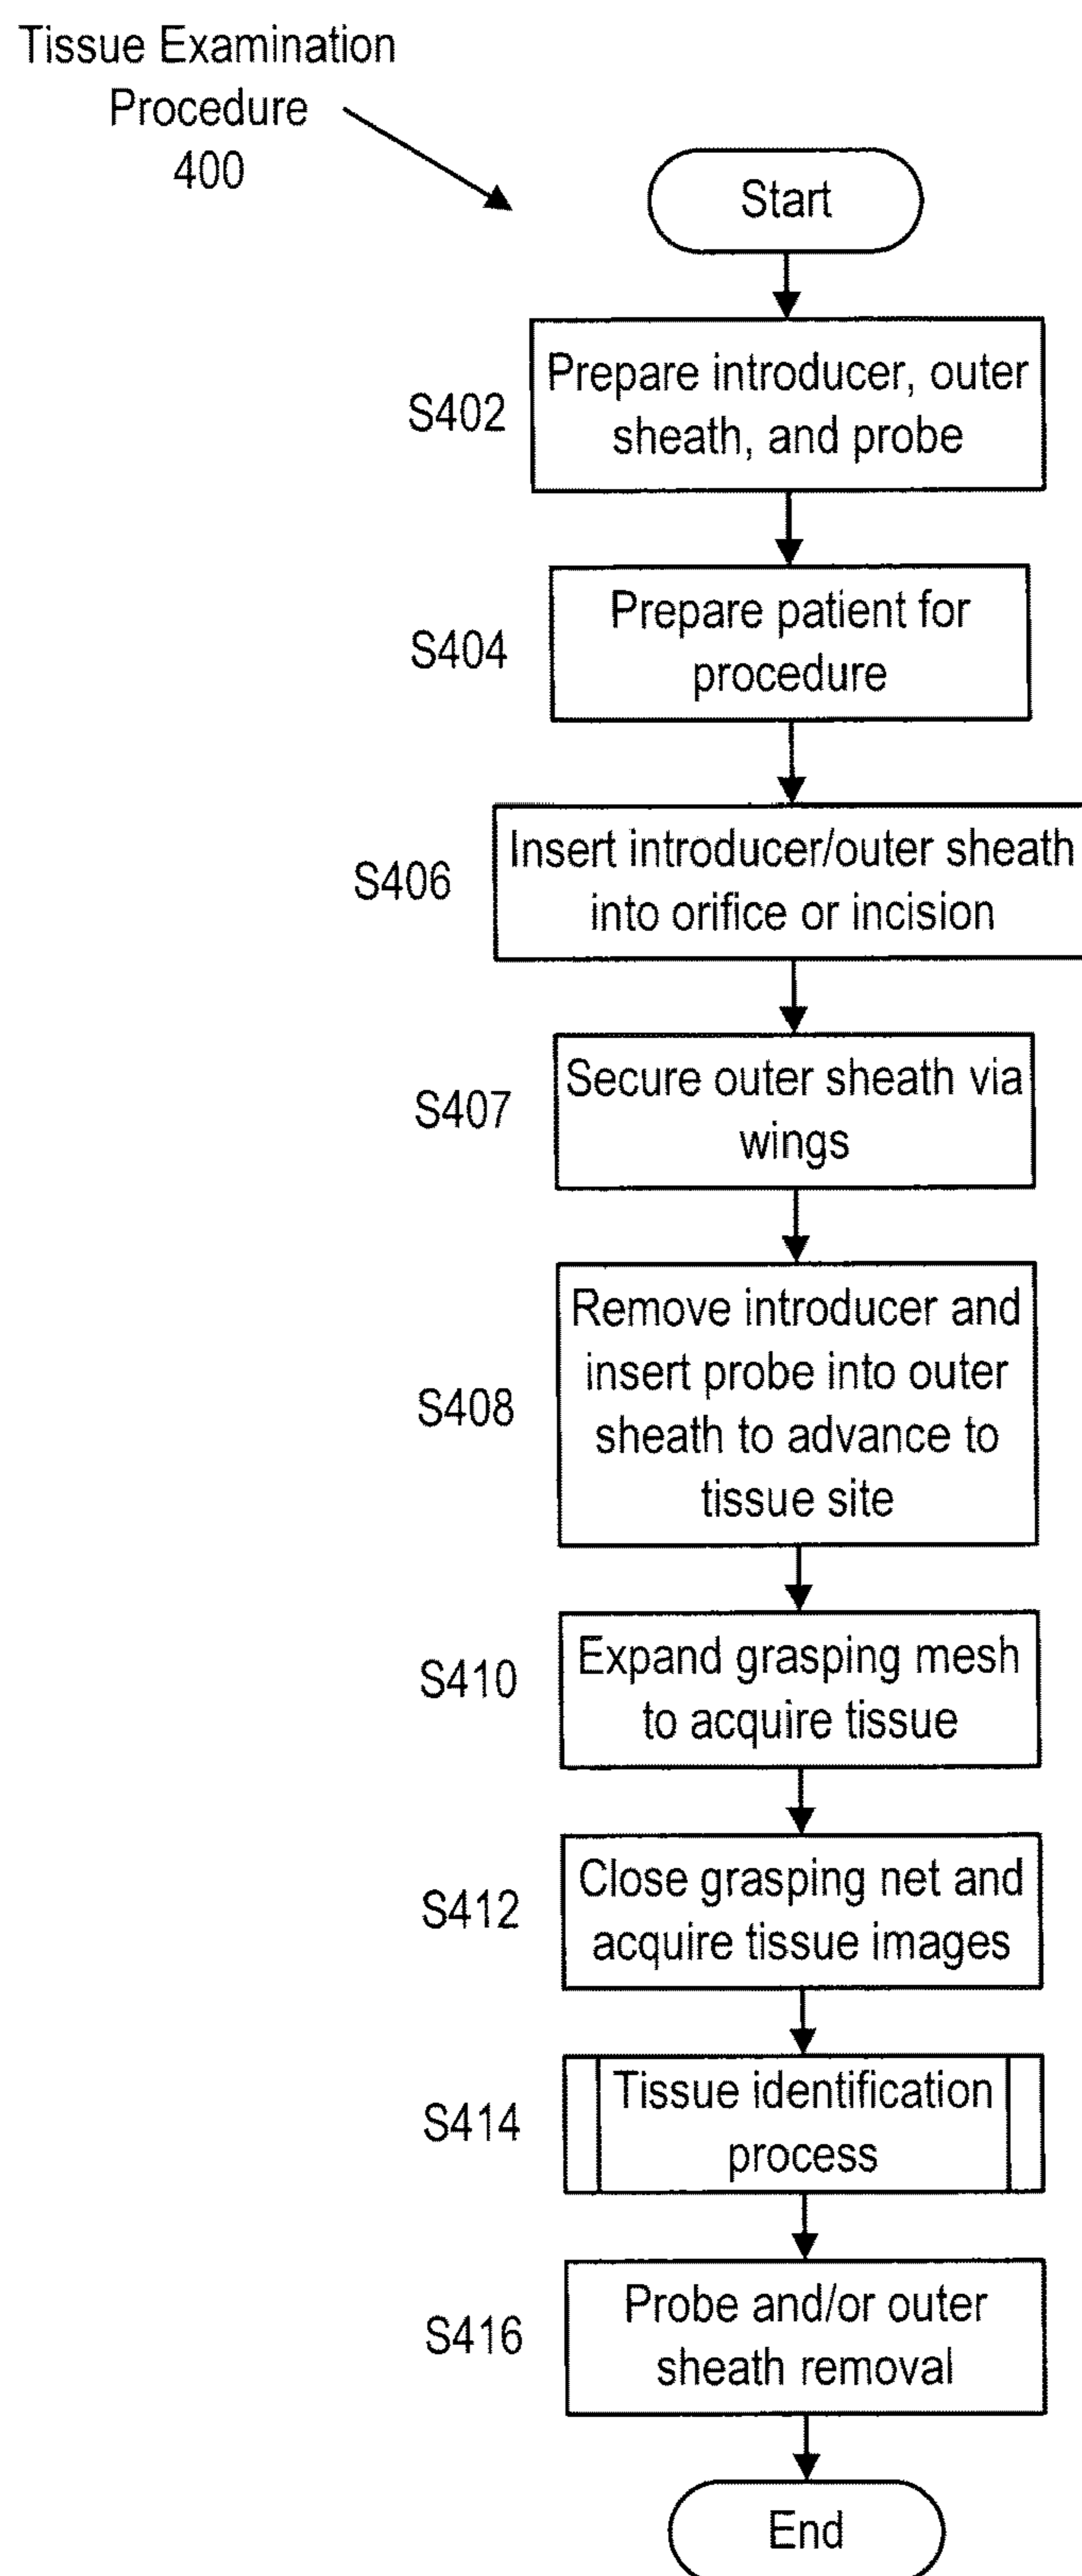 Tissue Examination
Procedure
400
Start
S402
Prepare introducer, outer
sheath, and probe
S404
Prepare patient for
procedure
S406
Insert introducer/outer sheath
into orifice or incision
S407
Secure outer sheath via
wings
S408
Remove introducer and
insert probe into outer
sheath to advance to
tissue site
S410
Expand grasping mesh
to acquire tissue
S412
Close grasping net and
acquire tissue images
S414
Tissue identification
process
S416
Probe and/or outer
sheath removal
End